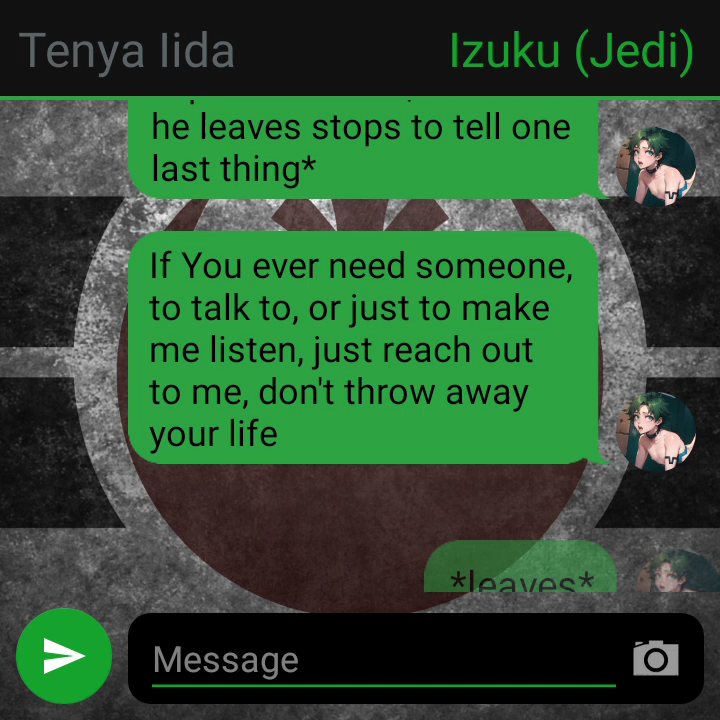 Tenya Iida
Izuku (Jedi)
he leaves stops to tell one
last thing*
If You ever need someone,
to talk to, or just to make
me listen, just reach out
to me, don't throw away
your life
*leaves*
Message